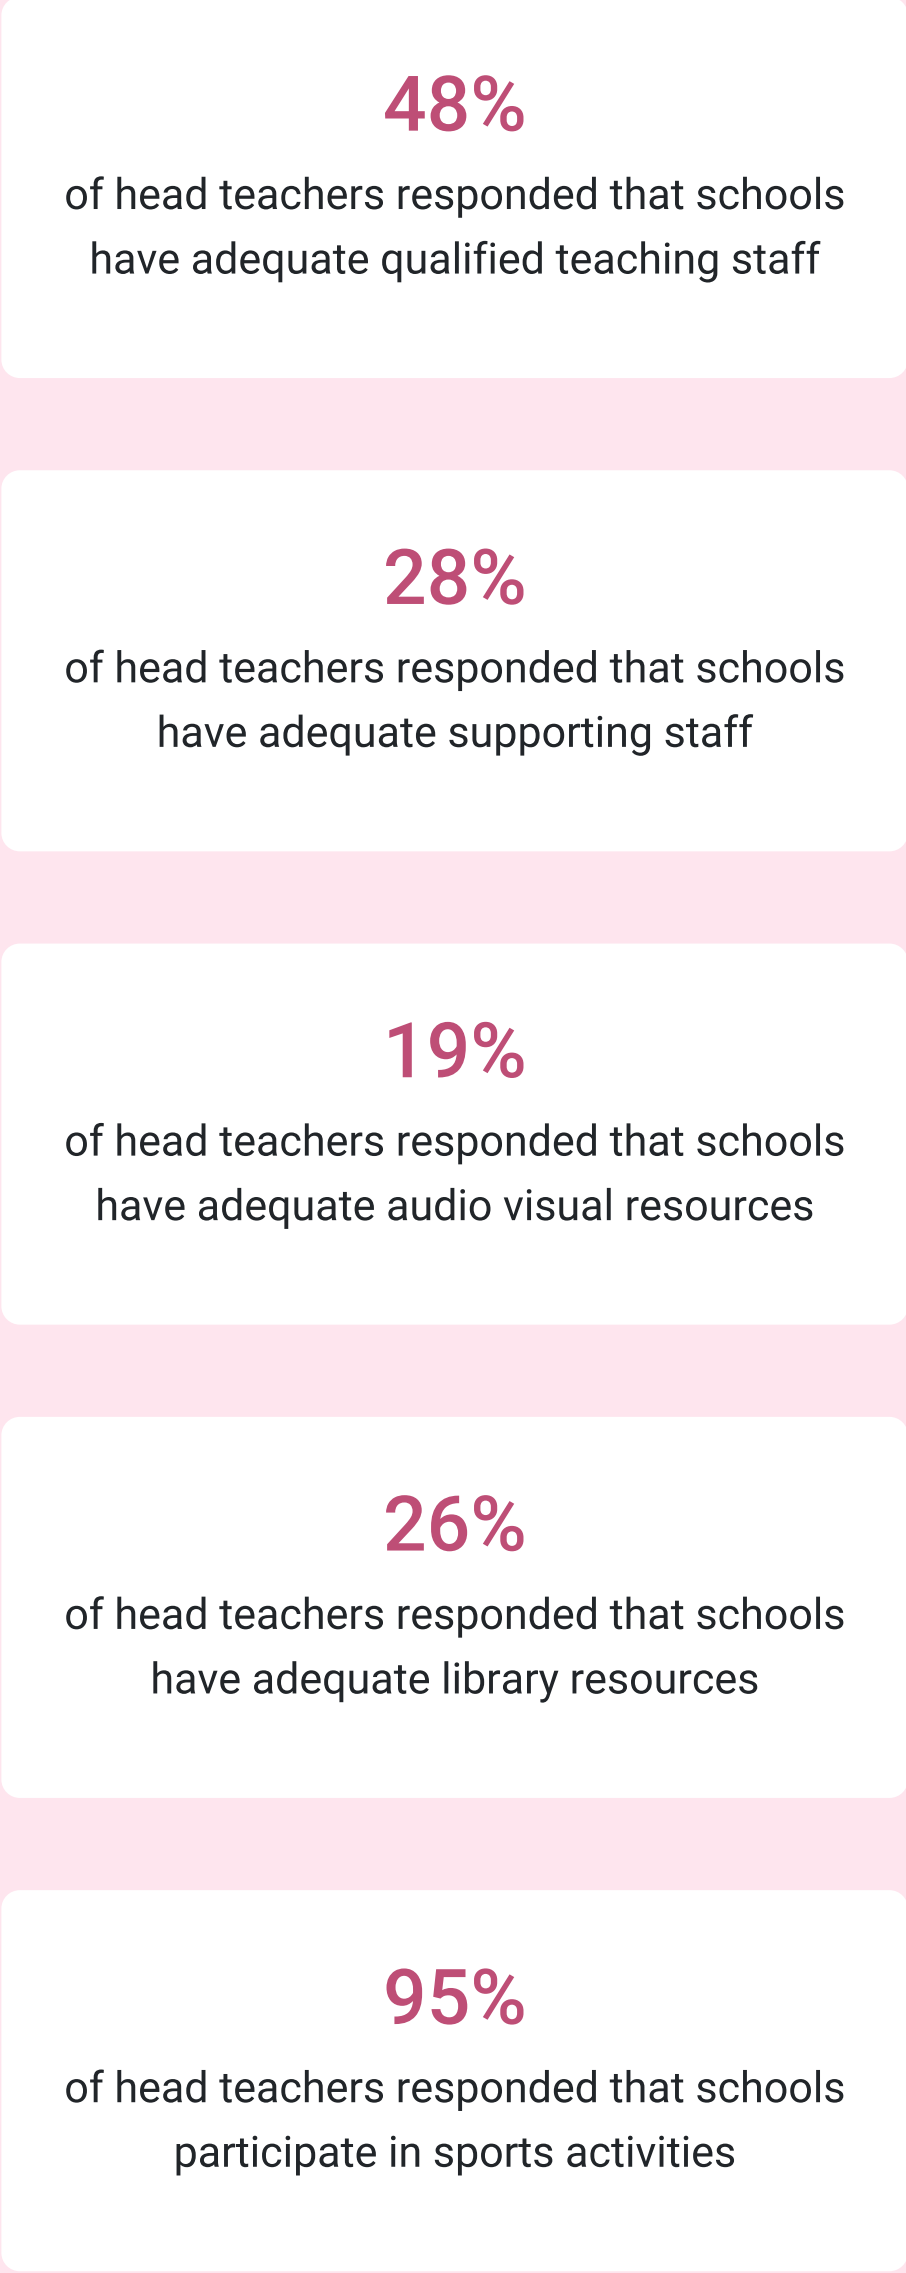 48%
of head teachers responded that schools
have adequate qualified teaching staff
28%
of head teachers responded that schools
have adequate supporting staff
19%
of head teachers responded that schools
have adequate audio visual resources
26%
of head teachers responded that schools
have adequate library resources
95%
of head teachers responded that schools
participate in sports activities